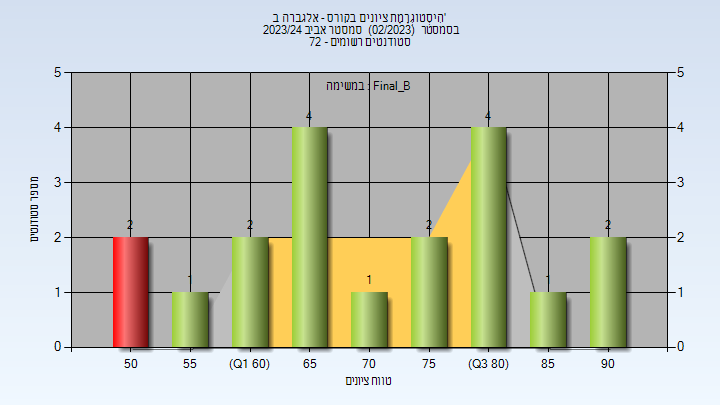 היסטוגרמת ציונים בקורס - אלגברה ב'
בסמסטר (02/2023) סמסטר אביב 2023/24
סטודנטים רשומים - 72
במשימה : Final_B
5 5
4 4
3 3
2 2
1 1
0 0
מספר סטודנטים
2 1 2 4 1 2 4 1 2
50 55 (Q1 60) 65 70 75 (Q3 80) 85 90
טווח ציונים